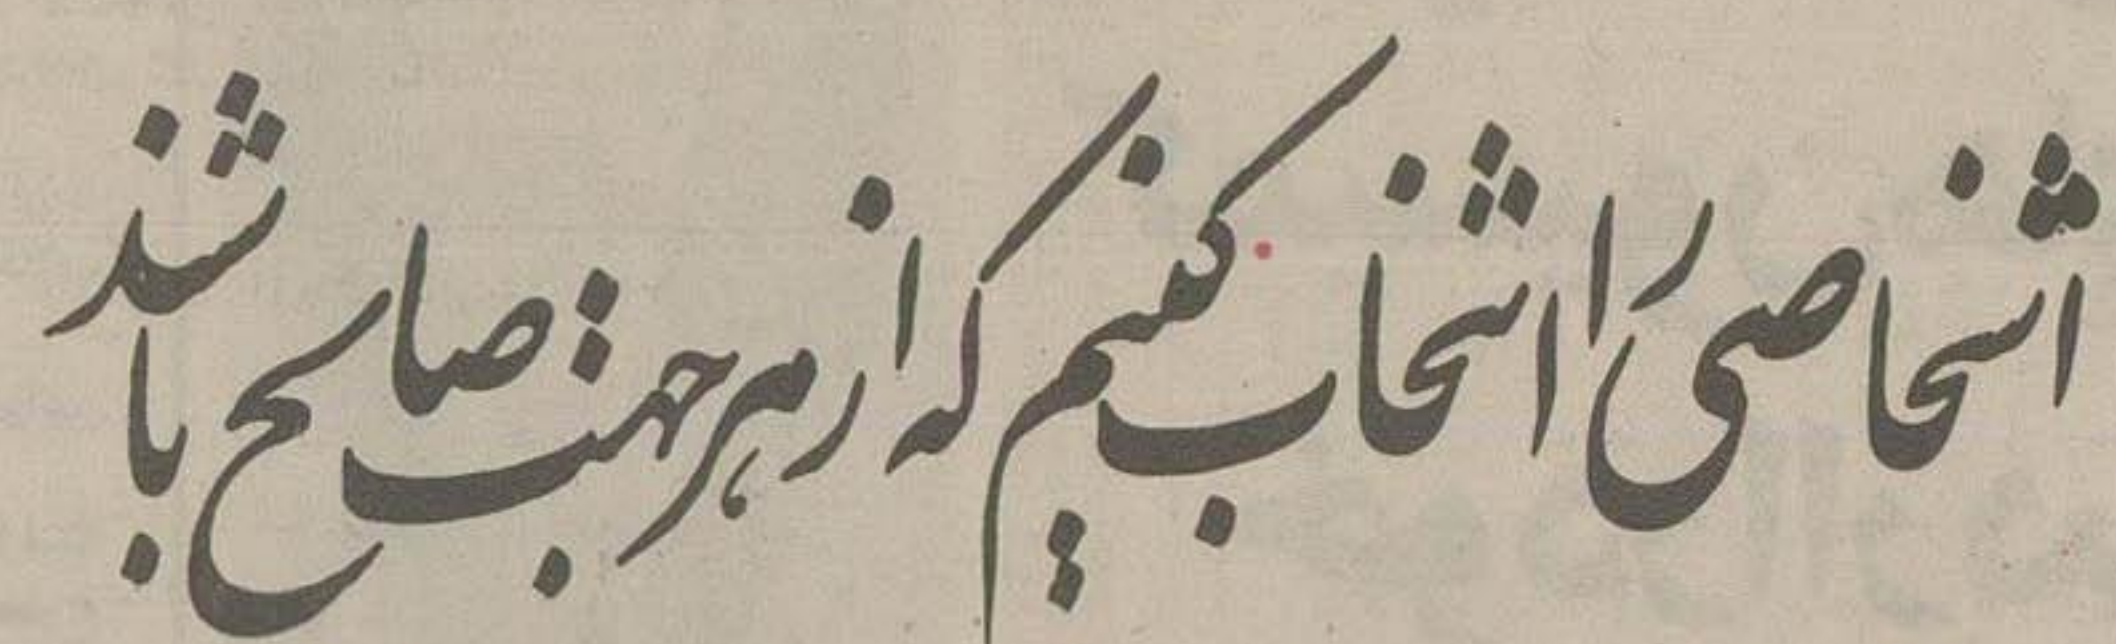 اشخاصی را انتخاب کنیم که از هر جهت صالح باشند